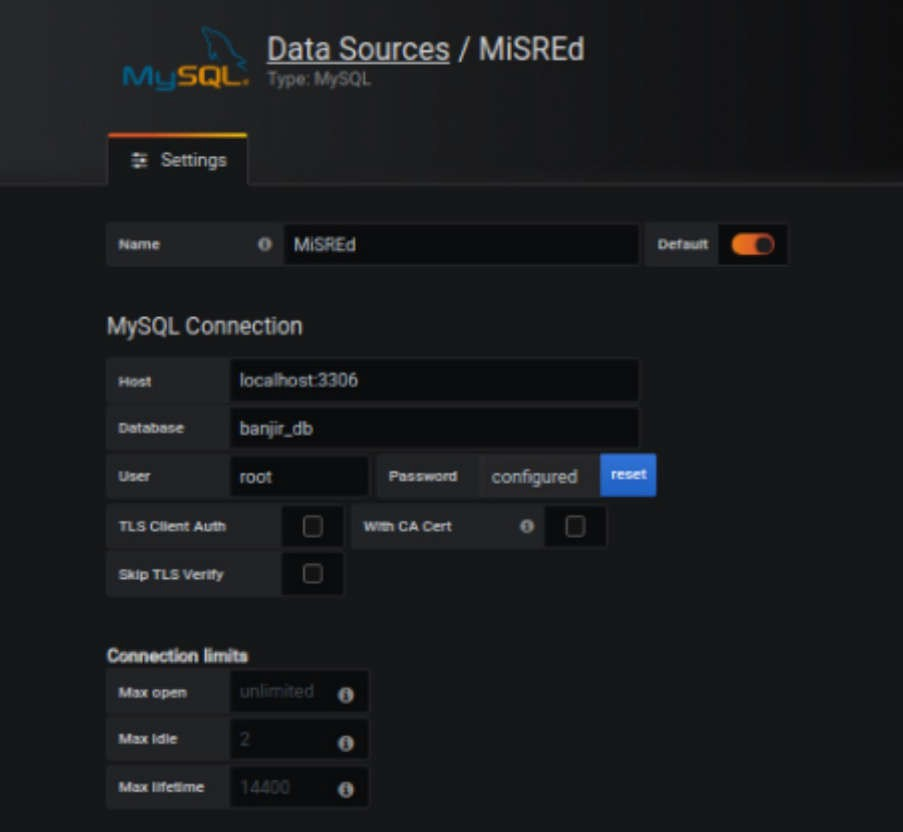 MySQL.
Data Sources / MiSREd
Type: MySQL
Settings
Name MiSREd Default
MySQL Connection
Host localhost:3306
Database banjir_db
User root Password configured reset
TLS Client Auth With CA Cert
Skip TLS Verify
Connection limits
Max open unlimited
Max idle 2
Max lifetime 14400